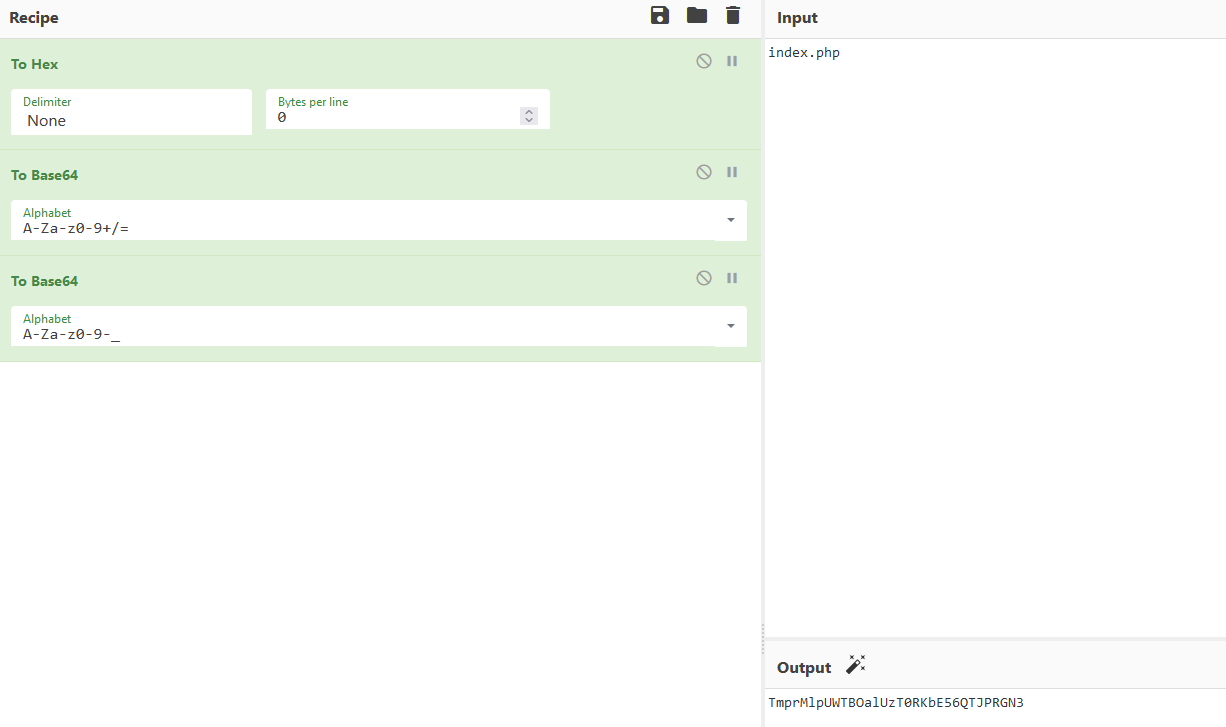 Recipe
To Hex
Delimiter
None
Bytes per line
0
To Base64
Alphabet
A-Za-z0-9+/=
To Base64
Alphabet
A-Za-z0-9-_
Input
index.php
Output
TmprMlpUWTBOalUzT0RKbE56QTJPRGN3